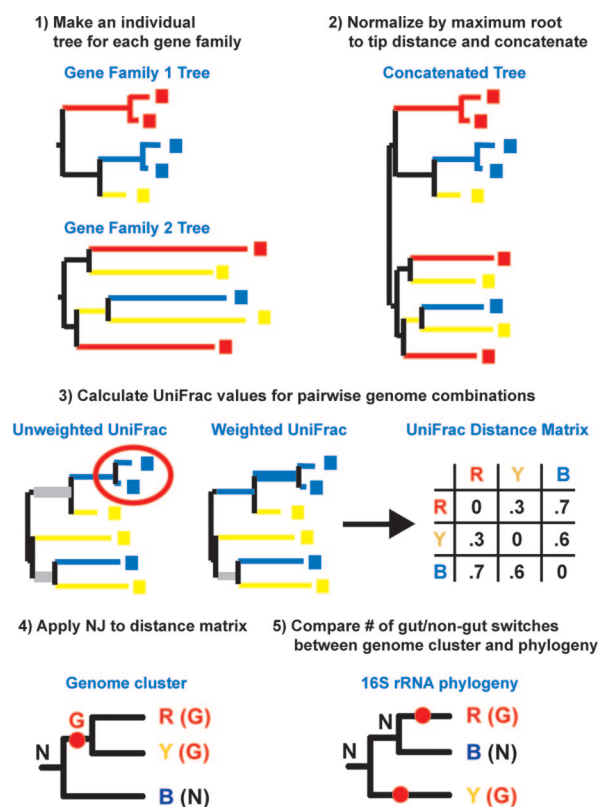 1) Make an individual
tree for each gene family
2) Normalize by maximum root
to tip distance and concatenate
Gene Family 1 Tree
Concatenated Tree
Gene Family 2 Tree
3) Calculate UniFrac values for pairwise genome combinations
Unweighted UniFrac
Weighted UniFrac
UniFrac Distance Matrix
R Y B
R 0 .3 .7
Y .3 0 .6
B .7 .6 0
4) Apply NJ to distance matrix
5) Compare # of gut/non-gut switches
between genome cluster and phylogeny
Genome cluster
16S rRNA phylogeny
G
R (G)
N
Y (G)
B (N)
N
R (G)
N
B (N)
Y (G)